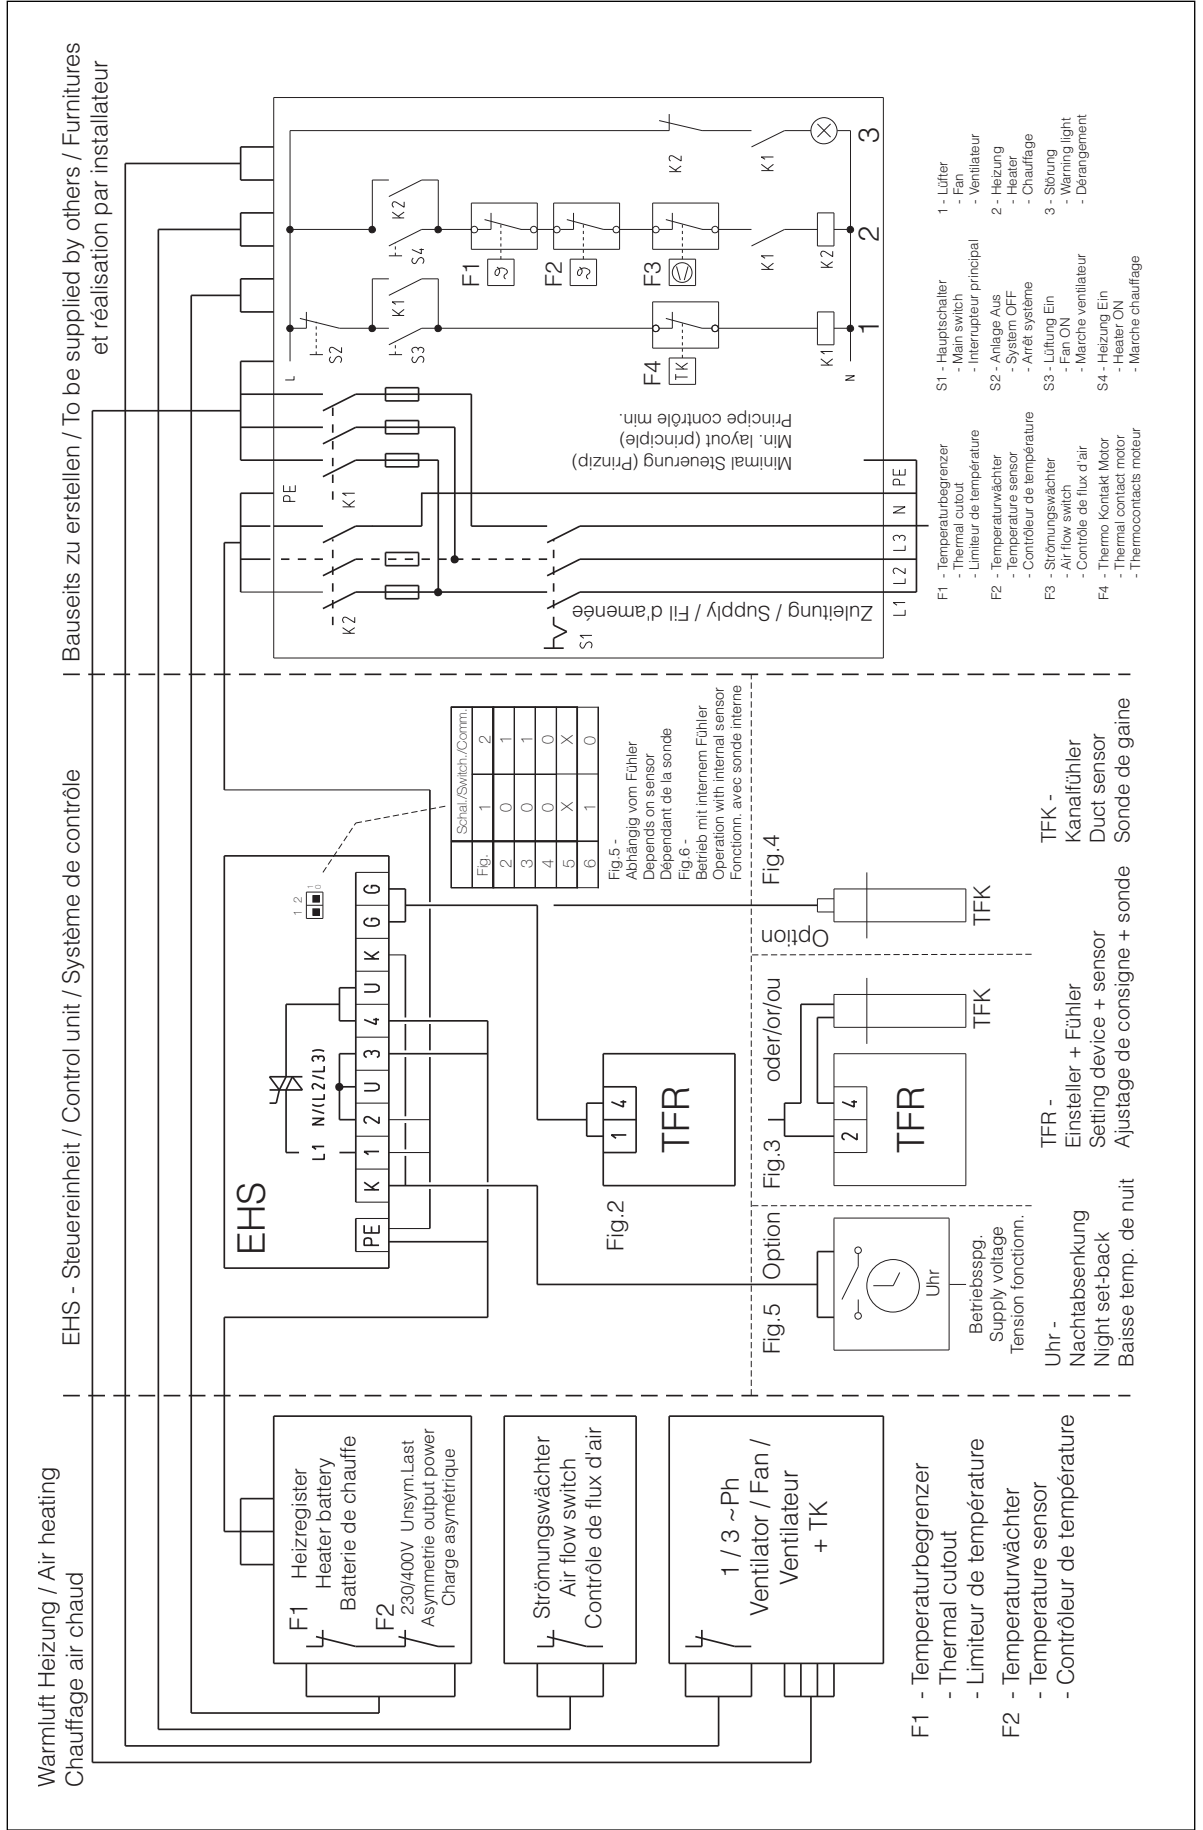 Warmluft Heizung / Air heating
Chauffage air chaud
EHS - Steuereinheit / Control unit / Système de contrôle
Bauseits zu erstellen / To be supplied by others / Furnitures
et réalisation par installateur
F1
Heizregister
Heater battery
Batterie de chauffe
F2
230/400V Unsym.Last
Asymmetrie output power
Charge asymétrique
Strömungswächter
Air flow switch
Contrôle de flux d'air
1 / 3 ~Ph
Ventilator / Fan /
Ventilateur
+ TK
F1 - Temperaturbegrenzer
- Thermal cutout
- Limiteur de température
F2 - Temperaturwächter
- Temperature sensor
- Contrôleur de température
EHS
L1 N/(L2/L3)
PE K 1 2 U 3 4 U K G G
1 2
1
0
Schal./Switch./Comm.
Fig. 1 2
2 0 1
3 0 1
4 0 0
5 X X
6 1 0
Fig.5 -
Abhängig vom Fühler
Depends on sensor
Dépendant de la sonde
Fig.6 -
Betrieb mit internem Fühler
Operation with internal sensor
Fonctionn. avec sonde interne
Fig.2
1 4
TFR
Fig.5 Option
Uhr
Betriebsspg.
Supply voltage
Tension fonctionn.
Fig.3 oder/or/ou
2 4
TFR
TFK
Option
Fig.4
TFK
Uhr -
Nachtabsenkung
Night set-back
Baisse temp. de nuit
TFR -
Einsteller + Fühler
Setting device + sensor
Ajustage de consigne + sonde
TFK -
Kanalfühler
Duct sensor
Sonde de gaine
PE
K2
K1
S1
Zuleitung / Supply / Fil d'amenée
L1 L2 L3 N PE
Minimal Steuerung (Prinzip)
Min. layout (principle)
Principe contrôle min.
L
S2
S3
K1
S4
K2
F1
F2
F3
F4
TK
K1
K2
K1
N
K2
K1
1
2
3
F1 - Temperaturbegrenzer
- Thermal cutout
- Limiteur de température
F2 - Temperaturwächter
- Temperature sensor
- Contrôleur de température
F3 - Strömungswächter
- Air flow switch
- Contrôle de flux d'air
F4 - Thermo Kontakt Motor
- Thermal contact motor
- Thermocontacts moteur
S1 - Hauptschalter
- Main switch
- Interrupteur principal
S2 - Anlage Aus
- System OFF
- Arrêt système
S3 - Lüftung Ein
- Fan ON
- Marche ventilateur
S4 - Heizung Ein
- Heater ON
- Marche chauffage
1 - Lüfter
- Fan
- Ventilateur
2 - Heizung
- Heater
- Chauffage
3 - Störung
- Warning light
- Dérangement